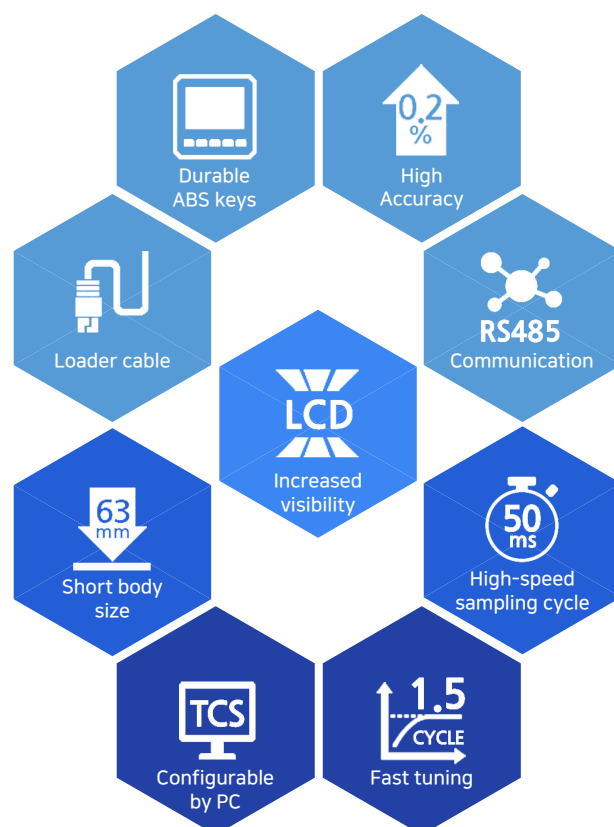 Durable
ABS keys
0.2
%
High
Accuracy
Loader cable
RS485
Communication
LCD
Increased
visibility
63
mm
Short body
size
50
ms
High-speed
sampling cycle
TCS
Configurable
by PC
1.5
CYCLE
Fast tuning